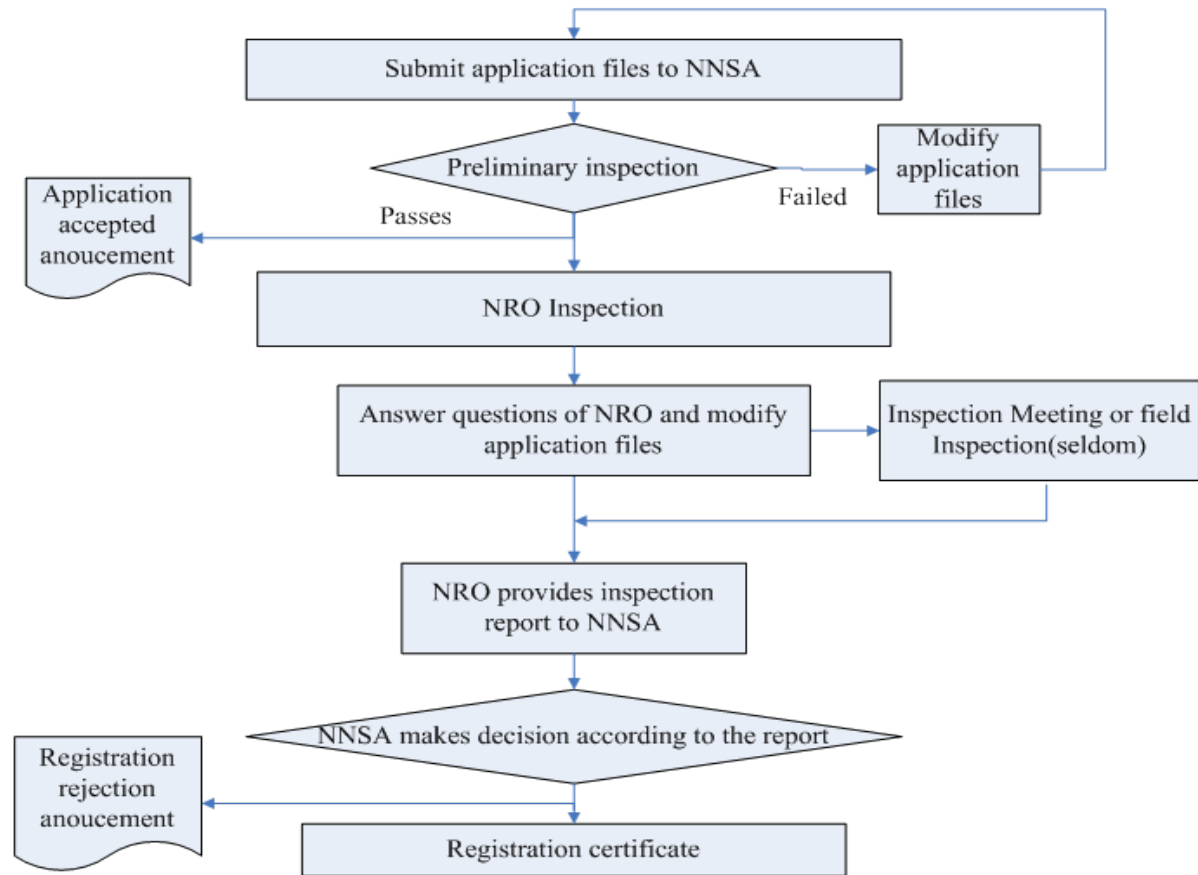 Submit application files to NNSA
Preliminary inspection
Modify
application
files
Failed
Passes
Application
accepted
anoucement
NRO Inspection
Answer questions of NRO and modify
application files
Inspection Meeting or field
Inspection(seldom)
NRO provides inspection
report to NNSA
NNSA makes decision according to the report
Registration
rejection
anoucement
Registration certificate